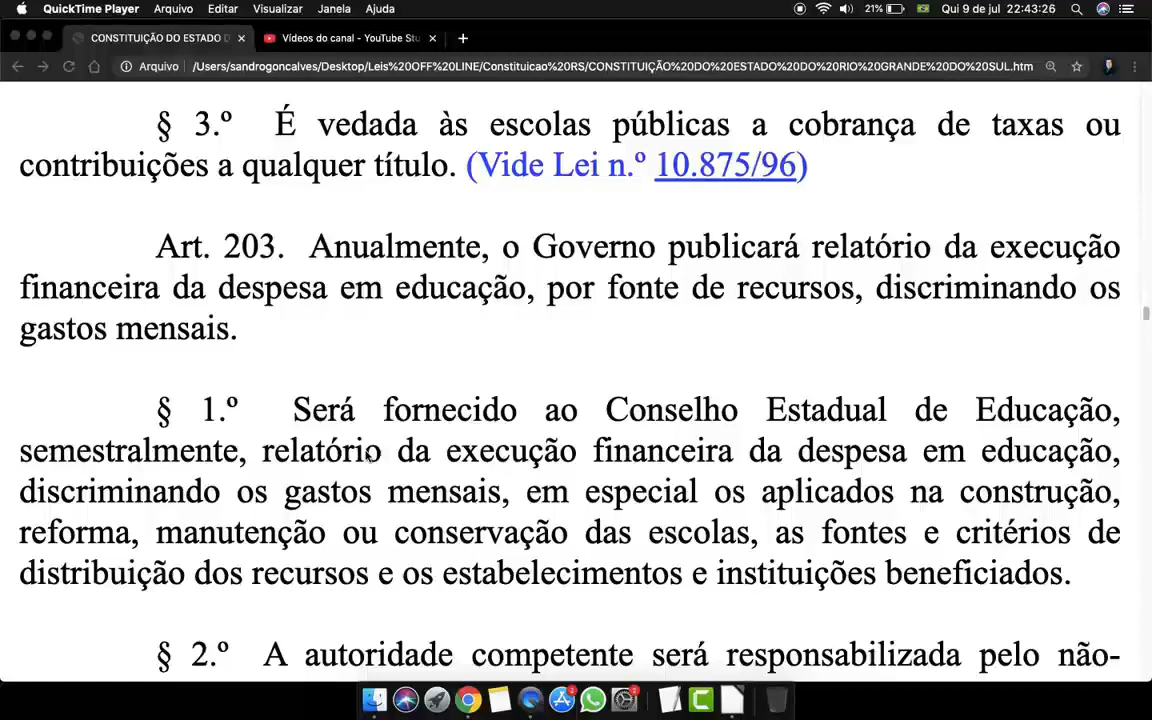 QuickTime Player Arquivo Editar Visualizar Janela Ajuda 21% Qui 9 de jul 22:43:26
CONSTITUIÇÃO DO ESTADO D × Vídeos do canal - YouTube Stu × +
Arquivo /Users/sandrogoncalves/Desktop/Leis%20OFF%20LINE/Constituicao%20RS/CONSTITUIÇÃO%20DO%20ESTADO%20DO%20RIO%20GRANDE%20DO%20SUL.htm
§ 3.º É vedada às escolas públicas a cobrança de taxas ou
contribuições a qualquer título. (Vide Lei n.º 10.875/96)
Art. 203. Anualmente, o Governo publicará relatório da execução
financeira da despesa em educação, por fonte de recursos, discriminando os
gastos mensais.
§ 1.º Será fornecido ao Conselho Estadual de Educação,
semestralmente, relatório da execução financeira da despesa em educação,
discriminando os gastos mensais, em especial os aplicados na construção,
reforma, manutenção ou conservação das escolas, as fontes e critérios de
distribuição dos recursos e os estabelecimentos e instituições beneficiados.
§ 2.º A autoridade competente será responsabilizada pelo não-